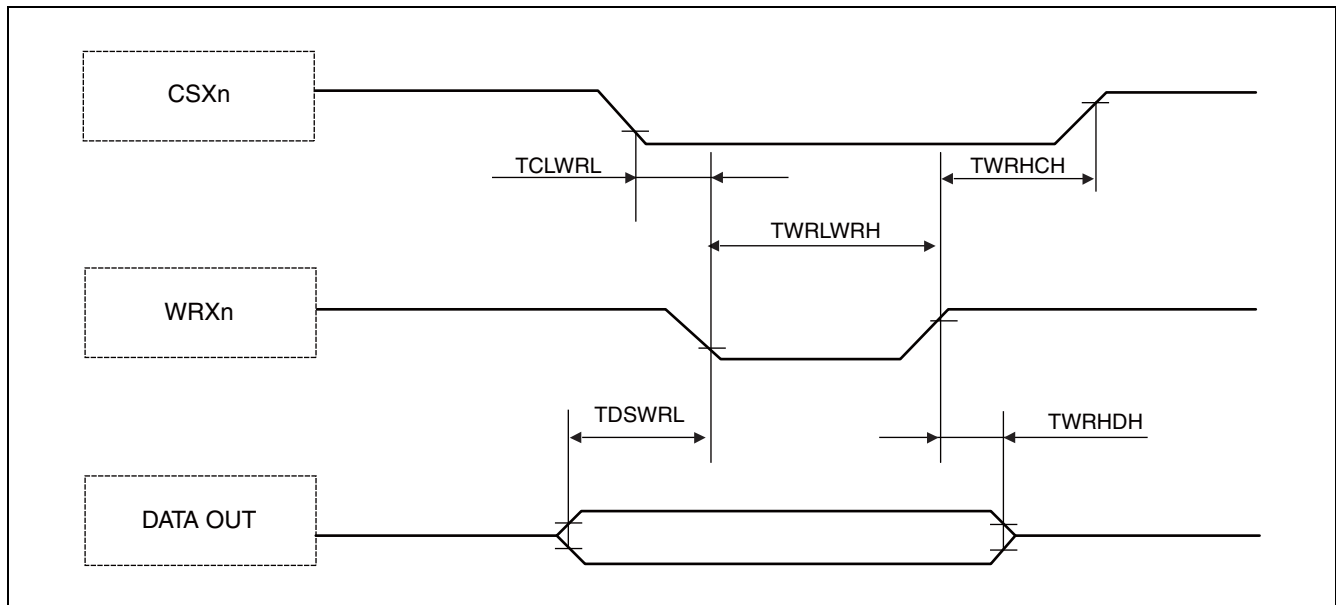 CSXn
TCLWRL
TWRHCH
TWRLWRH
WRXn
TDSWRL
TWRHDH
DATA OUT